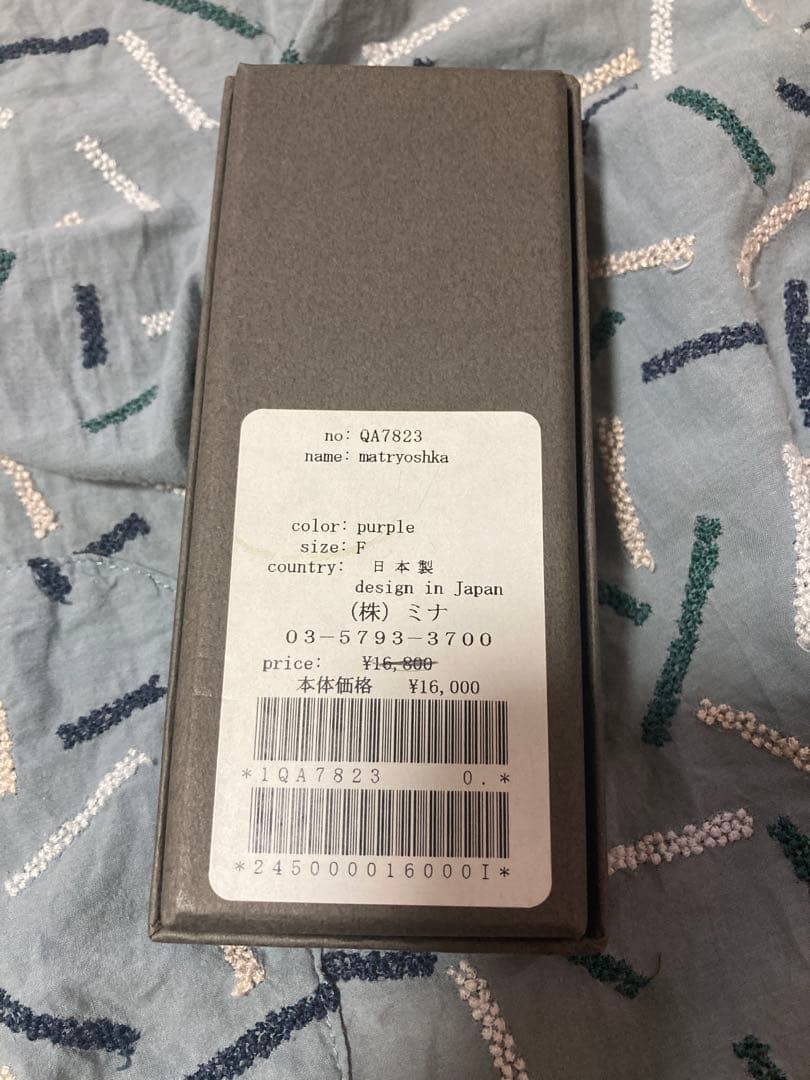 no: QA7823
name: matryoshka
color: purple
size: F
country: 日本製
design in Japan
（株）ミナ
03-5793-3700
price: ¥16,800
本体価格 ¥16,000
*1QA7823 0.*
*2450000016000I*